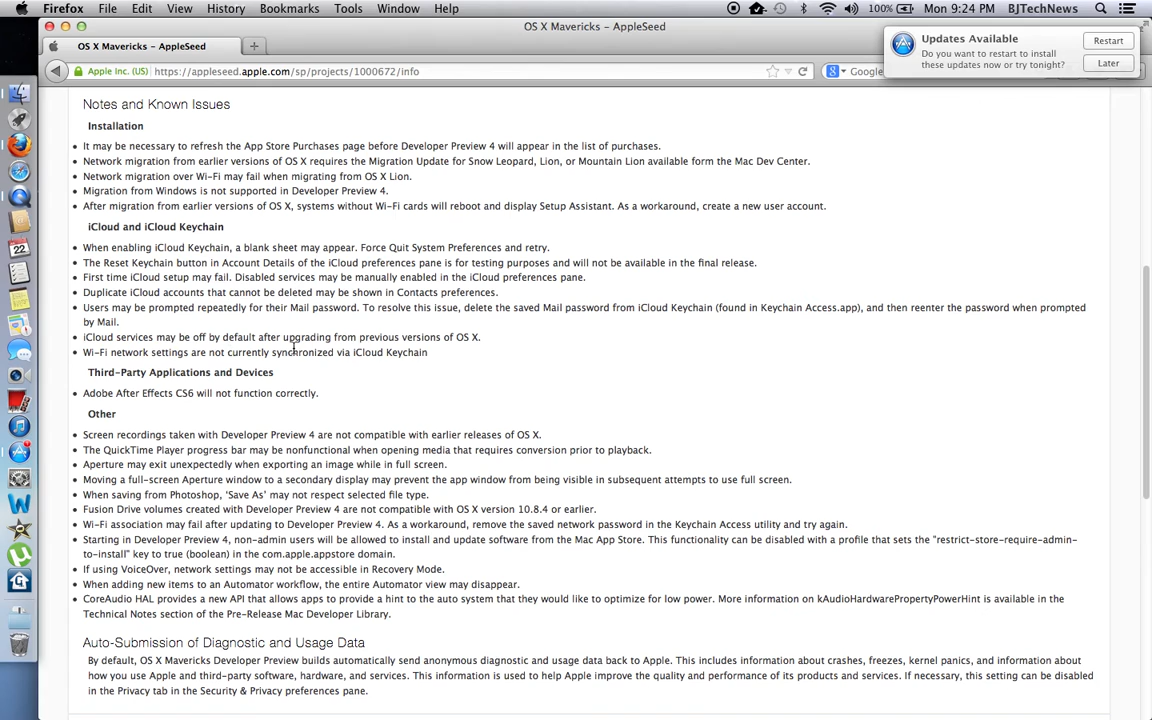 Firefox File Edit View History Bookmarks Tools Window Help 100% Mon 9:24 PM BJTechNews
OS X Mavericks – AppleSeed
OS X Mavericks – AppleSeed
Apple Inc. (US) https://appleseed.apple.com/sp/projects/1000672/info
8 Google
Updates Available
Do you want to restart to install
these updates now or try tonight?
Restart
Later
Notes and Known Issues
Installation
• It may be necessary to refresh the App Store Purchases page before Developer Preview 4 will appear in the list of purchases.
• Network migration from earlier versions of OS X requires the Migration Update for Snow Leopard, Lion, or Mountain Lion available form the Mac Dev Center.
• Network migration over Wi-Fi may fail when migrating from OS X Lion.
• Migration from Windows is not supported in Developer Preview 4.
• After migration from earlier versions of OS X, systems without Wi-Fi cards will reboot and display Setup Assistant. As a workaround, create a new user account.
iCloud and iCloud Keychain
• When enabling iCloud Keychain, a blank sheet may appear. Force Quit System Preferences and retry.
• The Reset Keychain button in Account Details of the iCloud preferences pane is for testing purposes and will not be available in the final release.
• First time iCloud setup may fail. Disabled services may be manually enabled in the iCloud preferences pane.
• Duplicate iCloud accounts that cannot be deleted may be shown in Contacts preferences.
• Users may be prompted repeatedly for their Mail password. To resolve this issue, delete the saved Mail password from iCloud Keychain (found in Keychain Access.app), and then reenter the password when prompted
by Mail.
• iCloud services may be off by default after upgrading from previous versions of OS X.
• Wi-Fi network settings are not currently synchronized via iCloud Keychain
Third-Party Applications and Devices
• Adobe After Effects CS6 will not function correctly.
Other
• Screen recordings taken with Developer Preview 4 are not compatible with earlier releases of OS X.
• The QuickTime Player progress bar may be nonfunctional when opening media that requires conversion prior to playback.
• Aperture may exit unexpectedly when exporting an image while in full screen.
• Moving a full-screen Aperture window to a secondary display may prevent the app window from being visible in subsequent attempts to use full screen.
• When saving from Photoshop, 'Save As' may not respect selected file type.
• Fusion Drive volumes created with Developer Preview 4 are not compatible with OS X version 10.8.4 or earlier.
• Wi-Fi association may fail after updating to Developer Preview 4. As a workaround, remove the saved network password in the Keychain Access utility and try again.
• Starting in Developer Preview 4, non-admin users will be allowed to install and update software from the Mac App Store. This functionality can be disabled with a profile that sets the "restrict-store-require-admin-
to-install" key to true (boolean) in the com.apple.appstore domain.
• If using VoiceOver, network settings may not be accessible in Recovery Mode.
• When adding new items to an Automator workflow, the entire Automator view may disappear.
• CoreAudio HAL provides a new API that allows apps to provide a hint to the auto system that they would like to optimize for low power. More information on kAudioHardwarePropertyPowerHint is available in the
Technical Notes section of the Pre-Release Mac Developer Library.
Auto-Submission of Diagnostic and Usage Data
By default, OS X Mavericks Developer Preview builds automatically send anonymous diagnostic and usage data back to Apple. This includes information about crashes, freezes, kernel panics, and information about
how you use Apple and third-party software, hardware, and services. This information is used to help Apple improve the quality and performance of its products and services. If necessary, this setting can be disabled
in the Privacy tab in the Security & Privacy preferences pane.
22